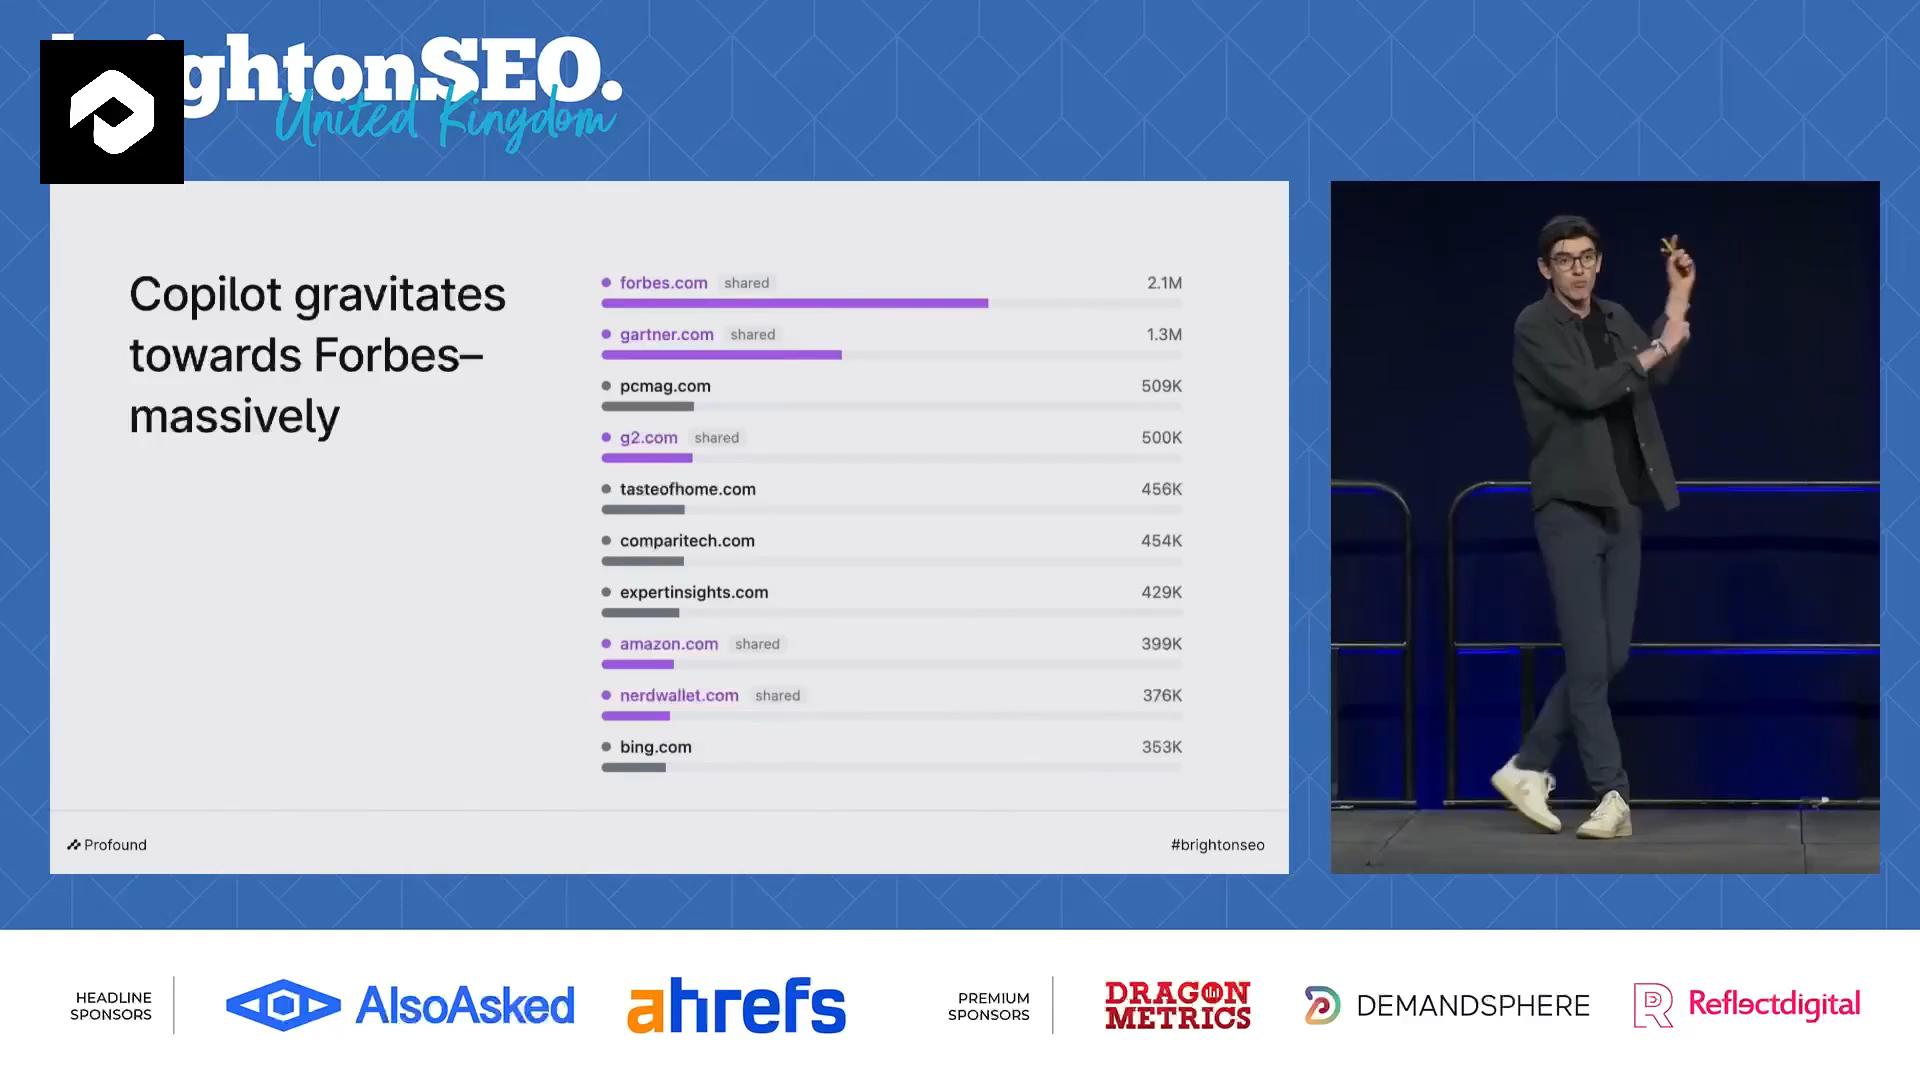 ightonSEO.
United Kingdom
Copilot gravitates
towards Forbes–
massively
forbes.com shared 2.1M
gartner.com shared 1.3M
pcmag.com 509K
g2.com shared 500K
tasteofhome.com 456K
comparitech.com 454K
expertinsights.com 429K
amazon.com shared 399K
nerdwallet.com shared 376K
bing.com 353K
Profound
#brightonseo
HEADLINE
SPONSORS
AlsoAsked
ahrefs
PREMIUM
SPONSORS
DRAGON
METRICS
DEMANDSPHERE
Reflectdigital